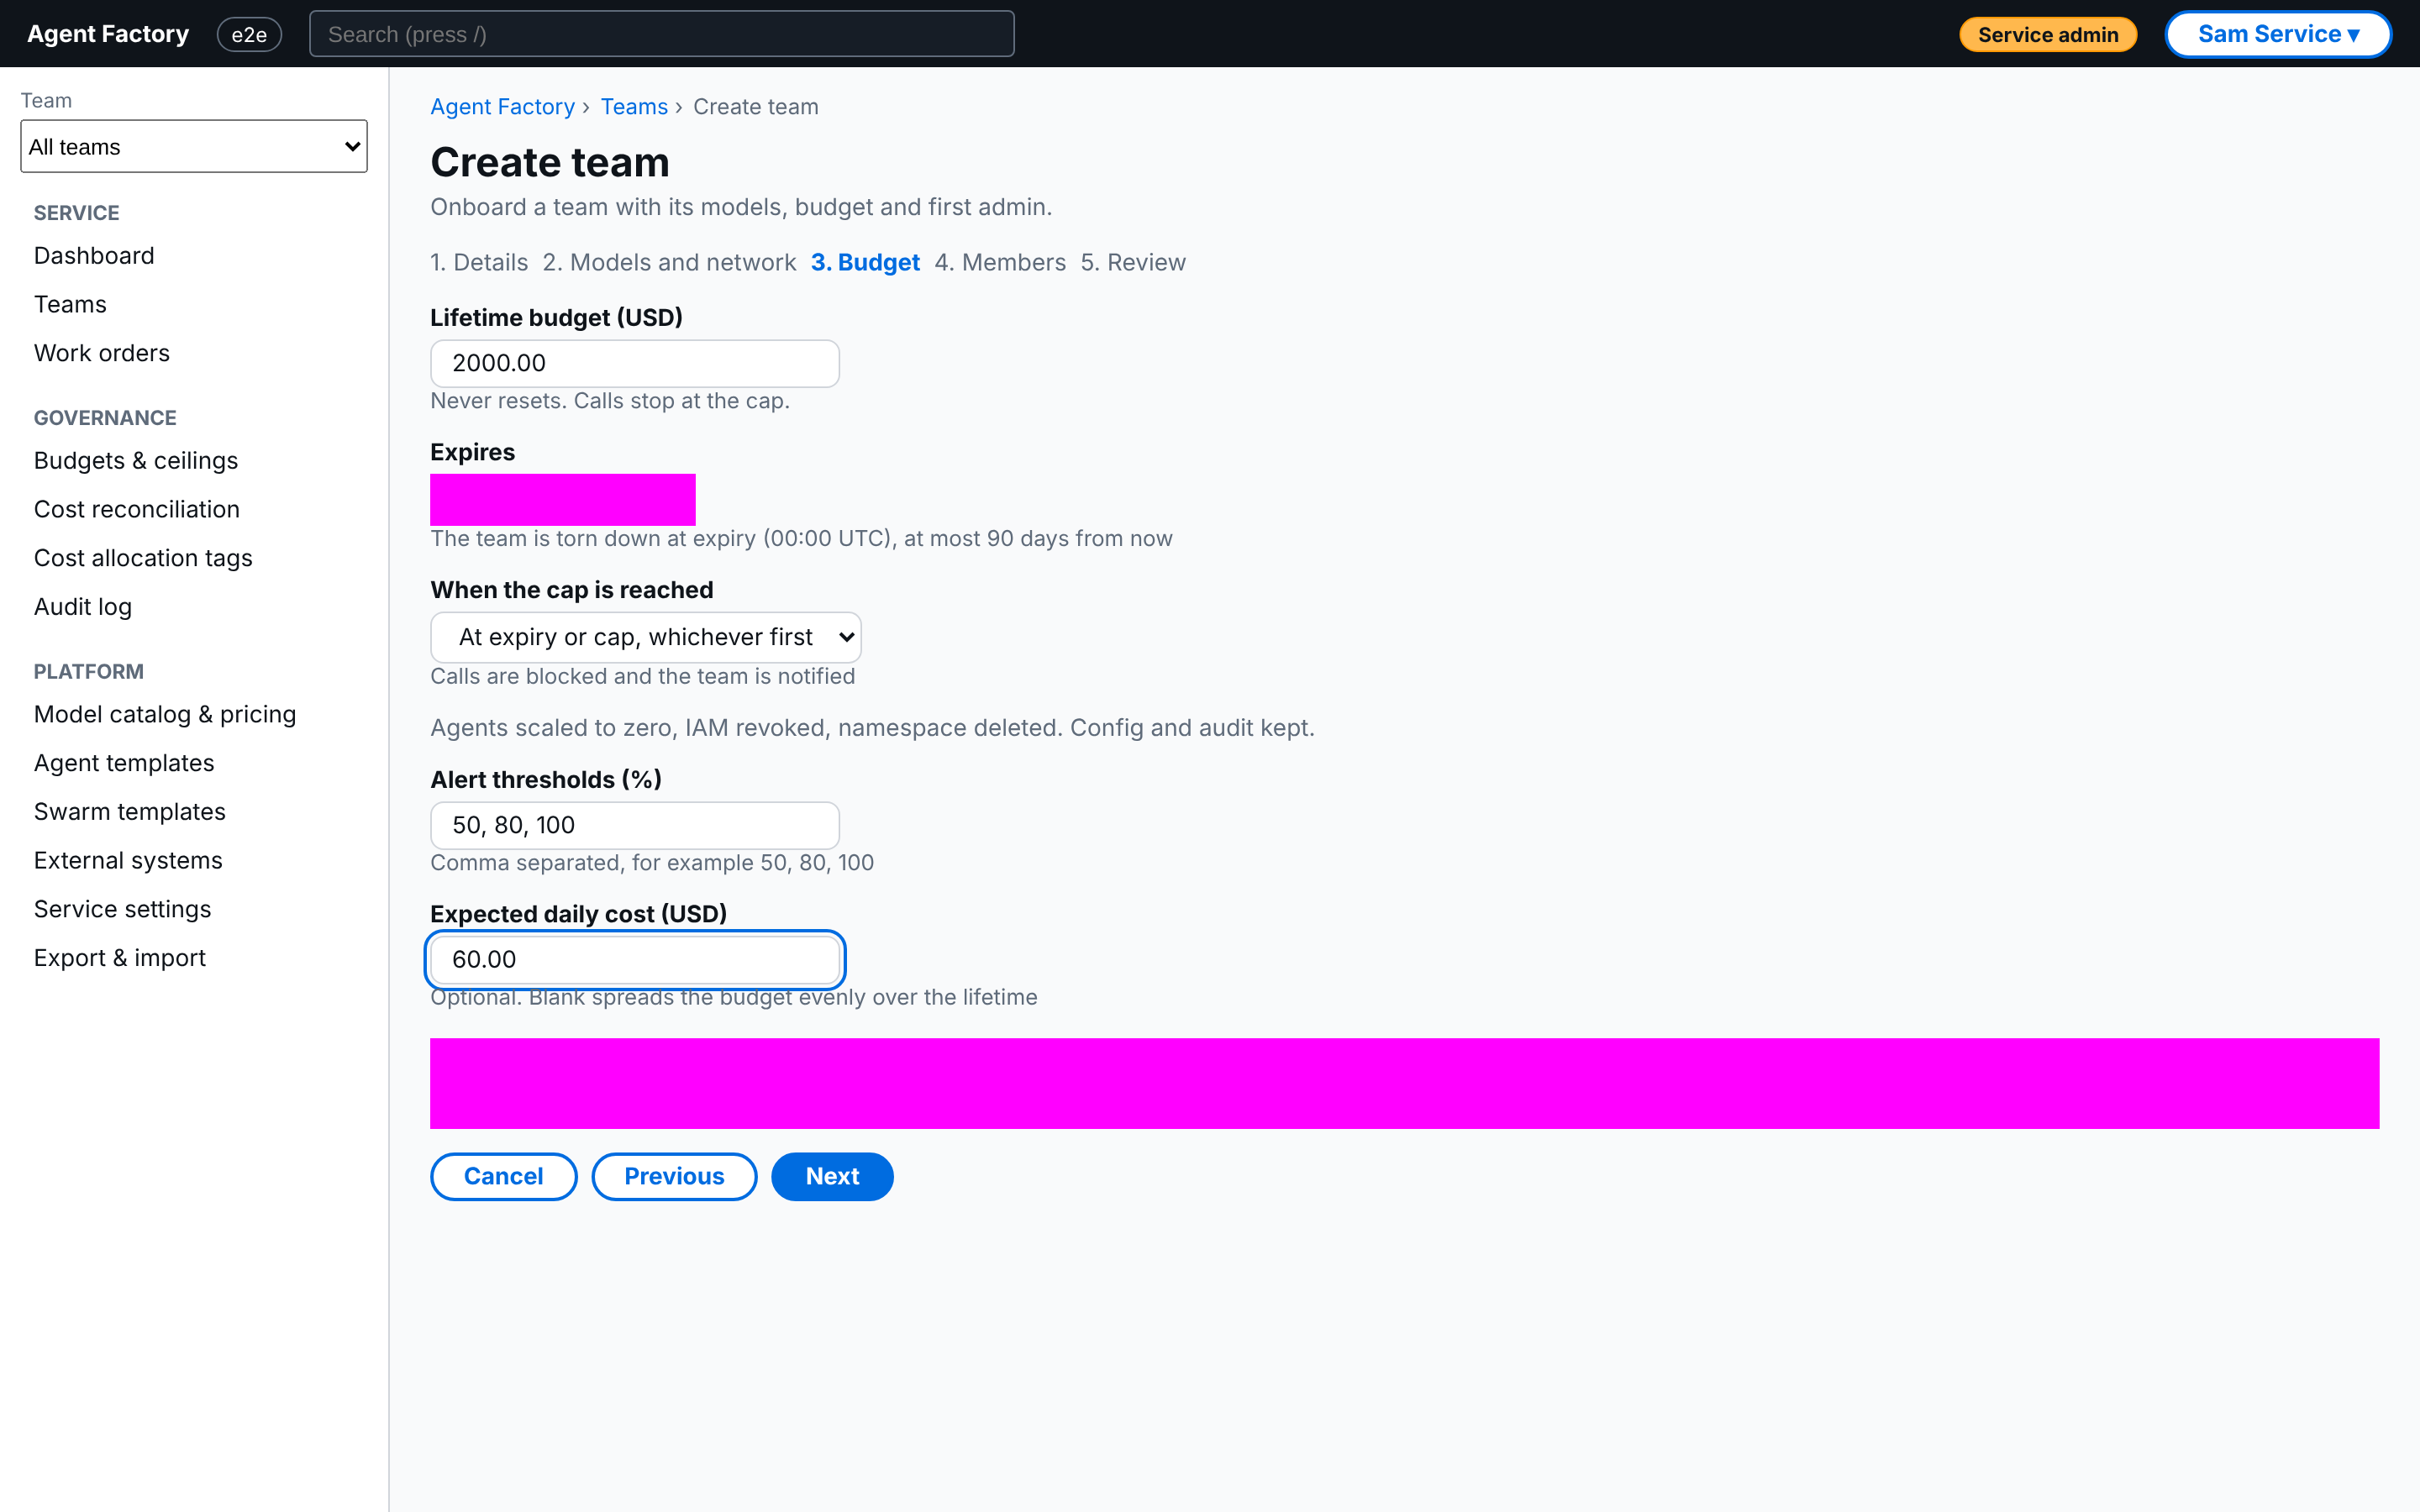 Agent Factory e2e Search (press /) Service admin Sam Service ▾
Team
All teams
SERVICE
Dashboard
Teams
Work orders
GOVERNANCE
Budgets & ceilings
Cost reconciliation
Cost allocation tags
Audit log
PLATFORM
Model catalog & pricing
Agent templates
Swarm templates
External systems
Service settings
Export & import
Agent Factory › Teams › Create team
Create team
Onboard a team with its models, budget and first admin.
1. Details 2. Models and network 3. Budget 4. Members 5. Review
Lifetime budget (USD)
2000.00
Never resets. Calls stop at the cap.
Expires
The team is torn down at expiry (00:00 UTC), at most 90 days from now
When the cap is reached
At expiry or cap, whichever first
Calls are blocked and the team is notified
Agents scaled to zero, IAM revoked, namespace deleted. Config and audit kept.
Alert thresholds (%)
50, 80, 100
Comma separated, for example 50, 80, 100
Expected daily cost (USD)
60.00
Optional. Blank spreads the budget evenly over the lifetime
Cancel Previous Next